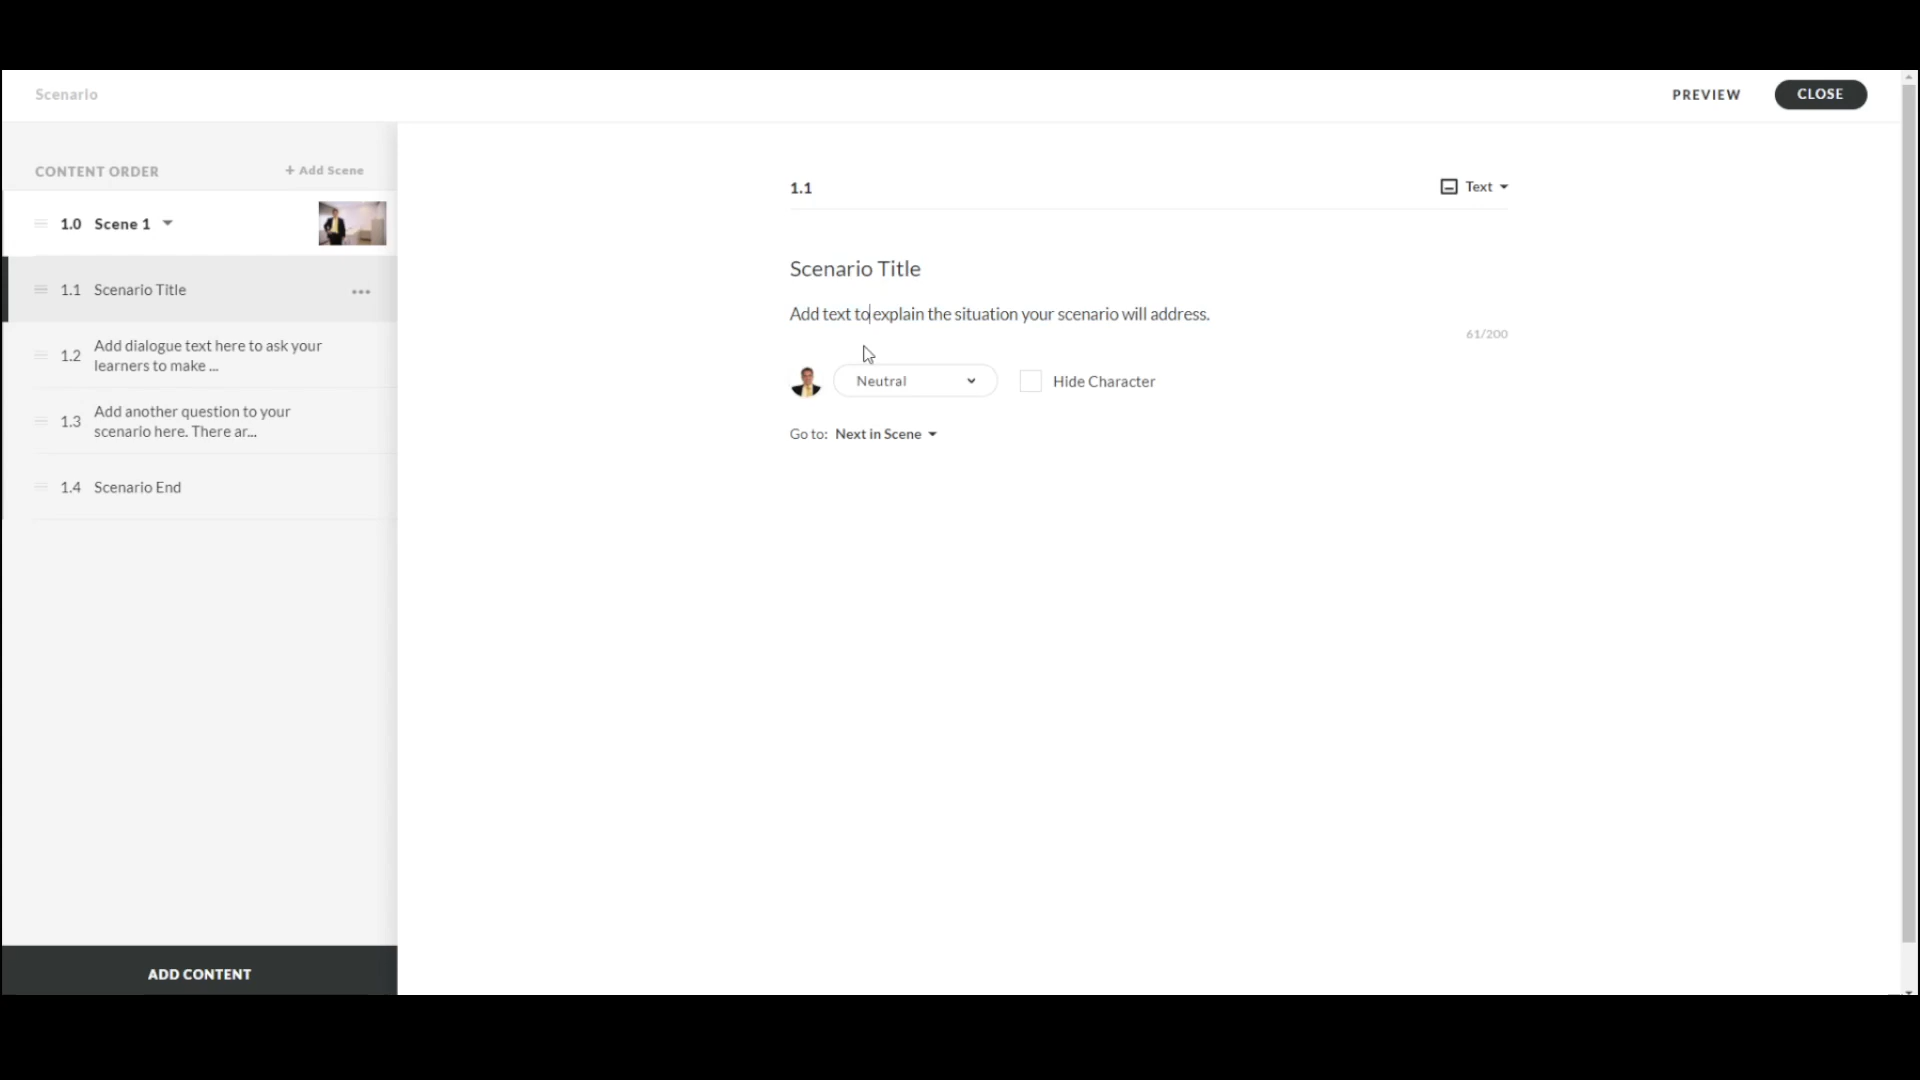 Scenario
PREVIEW
CLOSE
CONTENT ORDER
+ Add Scene
1.0 Scene 1
1.1 Scenario Title
1.2 Add dialogue text here to ask your
learners to make ...
1.3 Add another question to your
scenario here. There ar...
1.4 Scenario End
ADD CONTENT
1.1
Text
Scenario Title
Add text to explain the situation your scenario will address.
61/200
Neutral
Hide Character
Go to: Next in Scene